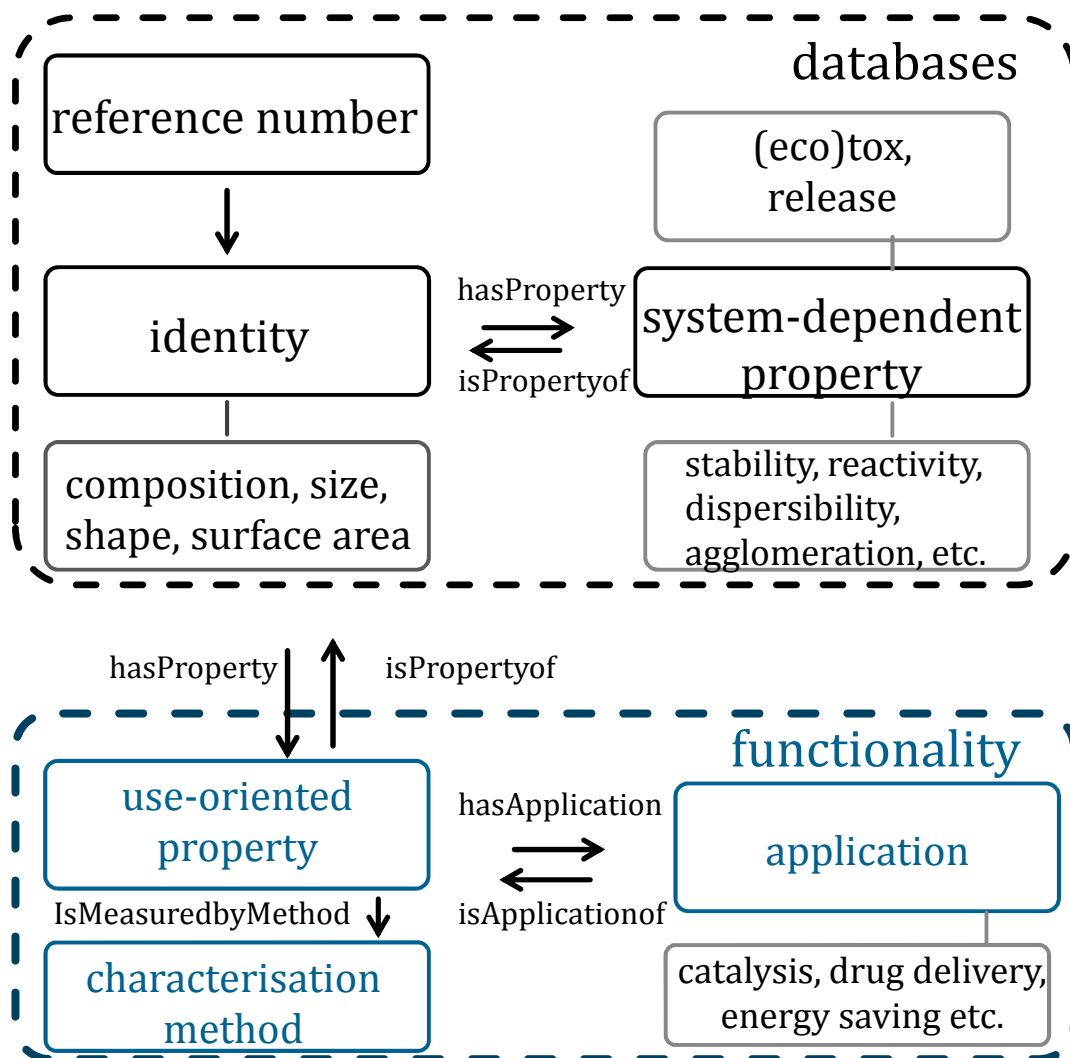 databases
reference number
(eco)tox,
release
identity
hasProperty
isPropertyof
system-dependent
property
composition, size,
shape, surface area
stability, reactivity,
dispersibility,
agglomeration, etc.
hasProperty
isPropertyof
functionality
use-oriented
property
hasApplication
isApplicationof
application
IsMeasuredbyMethod
characterisation
method
catalysis, drug delivery,
energy saving etc.